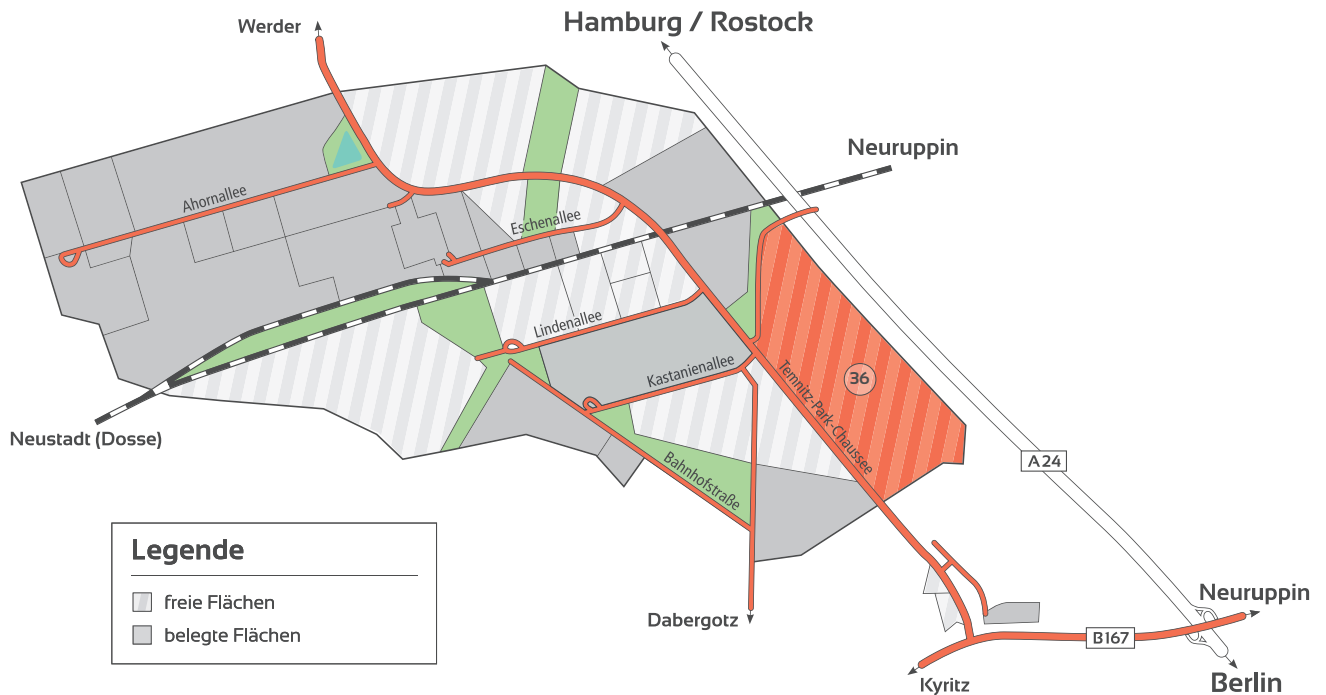 Werder
Hamburg / Rostock
Neuruppin
Ahornallee
Eschenallee
Lindenallee
Kastanienallee
Temnitz-Park-Chaussee
36
Neustadt (Dosse)
Bahnhofstraße
A24
Legende
freie Flächen
belegte Flächen
Dabergotz
Neuruppin
B167
Kyritz
Berlin